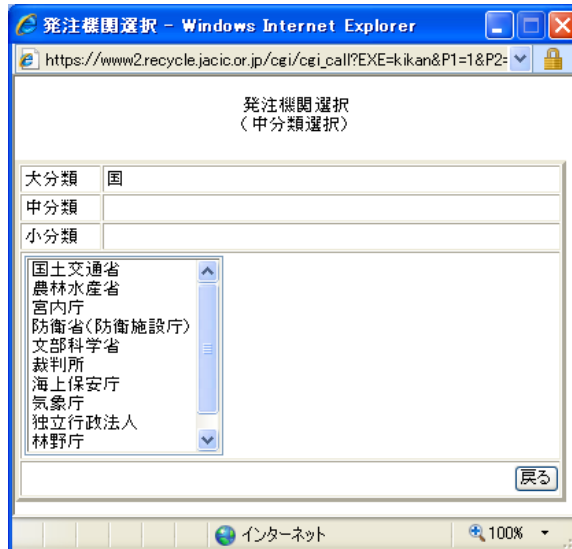 発注機関選択 - Windows Internet Explorer
https://www2.recycle.jacic.or.jp/cgi/cgi_call?EXE=kikan&P1=1&P2=
発注機関選択
(中分類選択)
大分類 国
中分類
小分類
国土交通省
農林水産省
宮内庁
防衛省(防衛施設庁)
文部科学省
裁判所
海上保安庁
気象庁
独立行政法人
林野庁
戻る
インターネット 100%